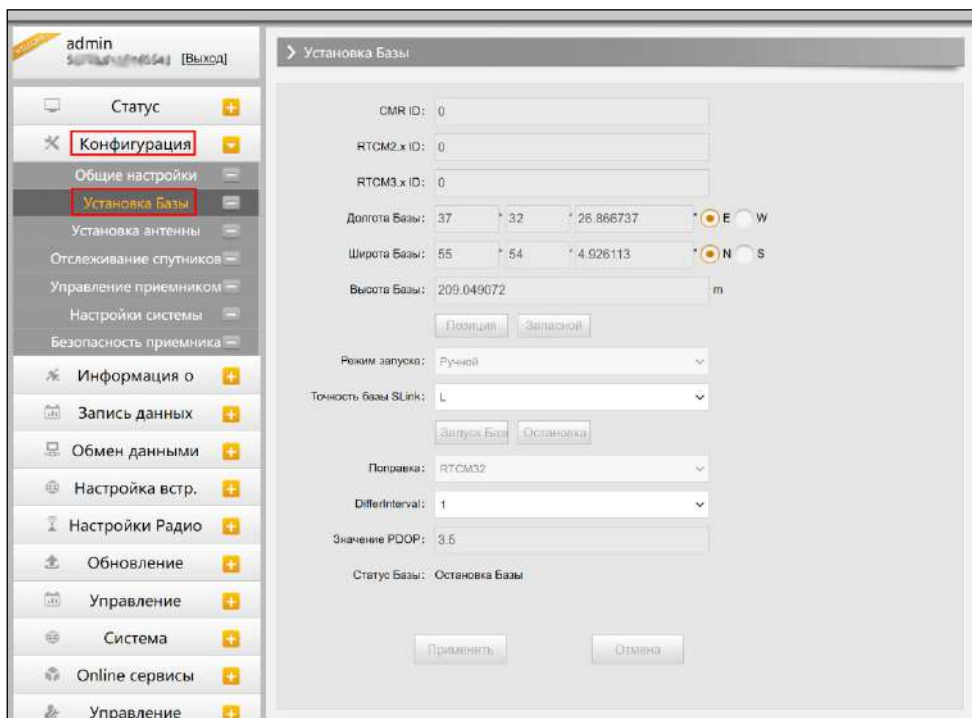 admin
[Выход]
Статус
Конфигурация
Общие настройки
Установка Базы
Установка антенны
Отслеживание спутников
Управление приемником
Настройки системы
Безопасность приемника
Информация о
Запись данных
Обмен данными
Настройка встр.
Настройки Радио
Обновление
Управление
Система
Online сервисы
Управление
Установка Базы
CMR ID: 0
RTCM2.x ID: 0
RTCM3.x ID: 0
Долгота Базы: 37 ° 32 ' 26.866737 " E W
Широта Базы: 55 ° 54 ' 4.926113 " N S
Высота Базы: 209.049072 m
Позиция Запасной
Режим запуска: Ручной
Точность базы SLink: L
Запуск Базы Остановка
Поправка: RTCM32
DifferInterval: 1
Значение PDOP: 3.5
Статус Базы: Остановка Базы
Применить Отмена